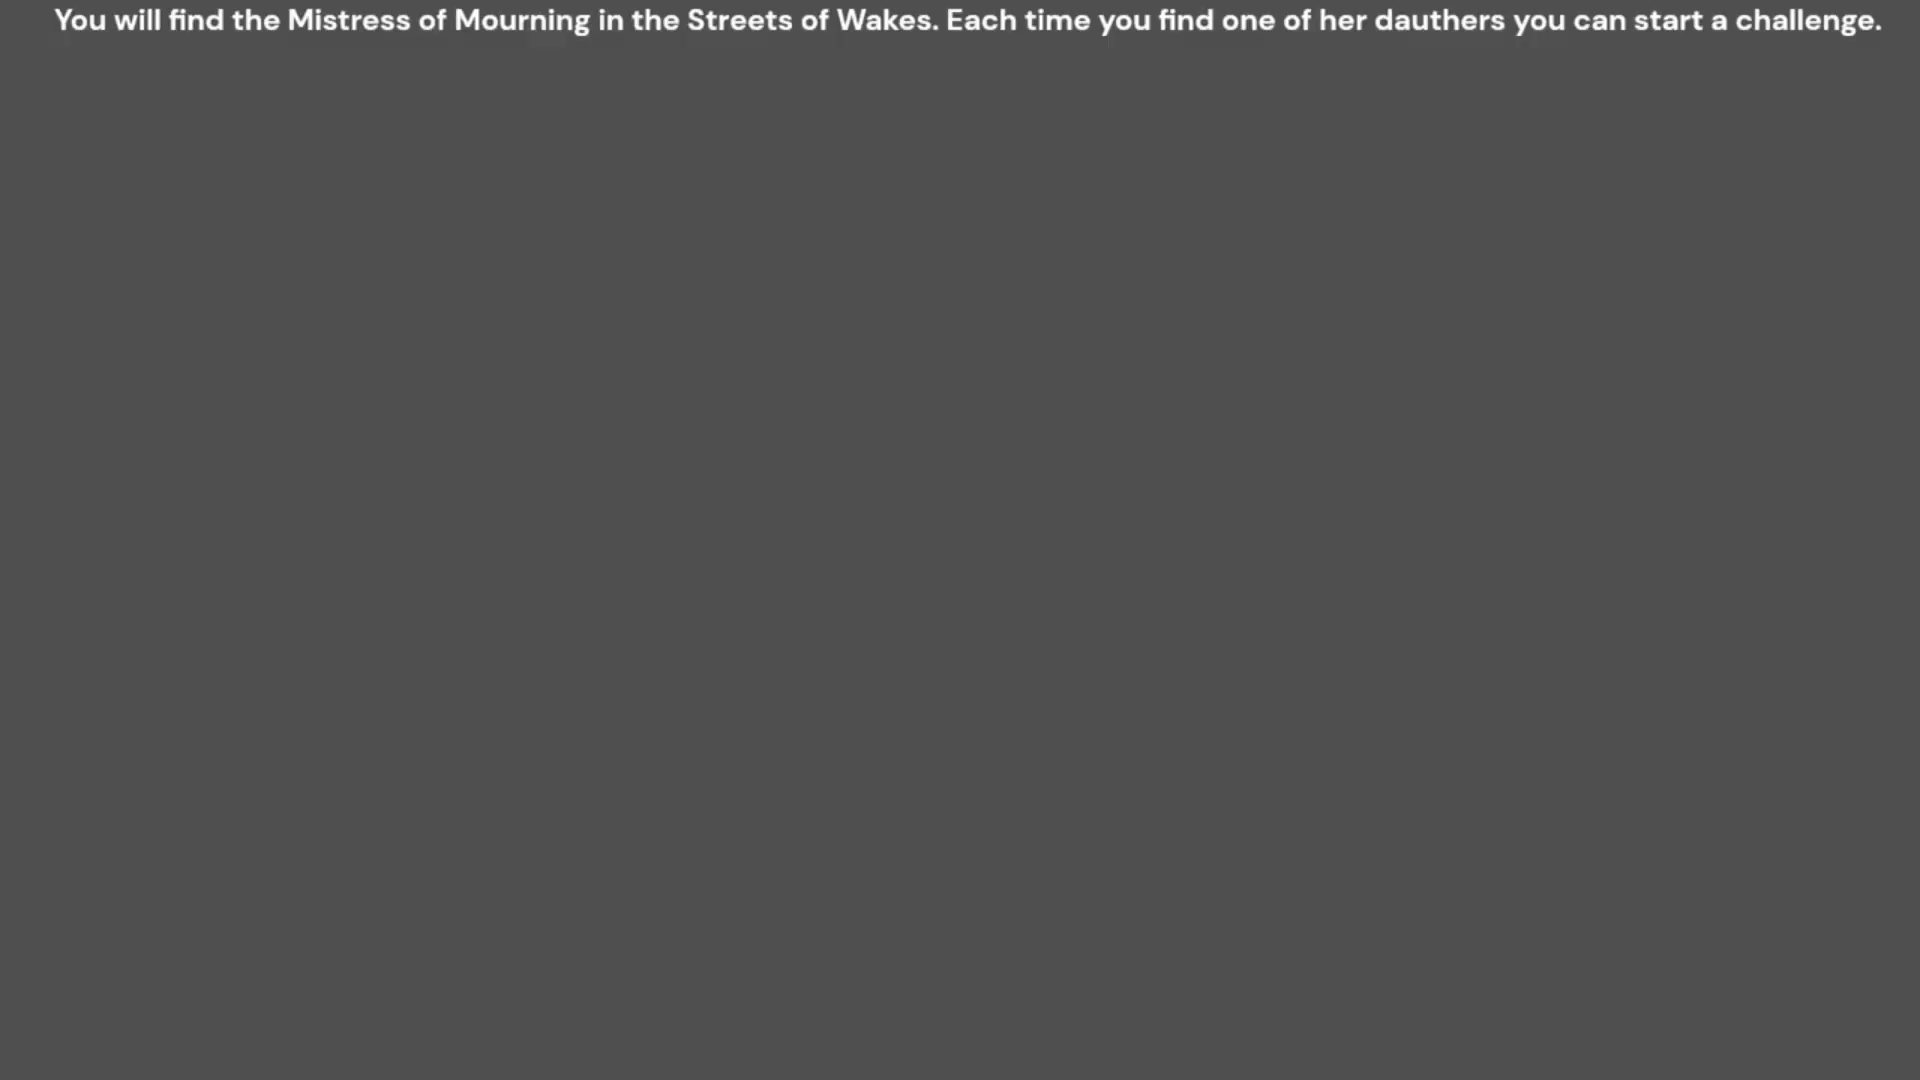 You will find the Mistress of Mourning in the Streets of Wakes. Each time you find one of her dauthers you can start a challenge.